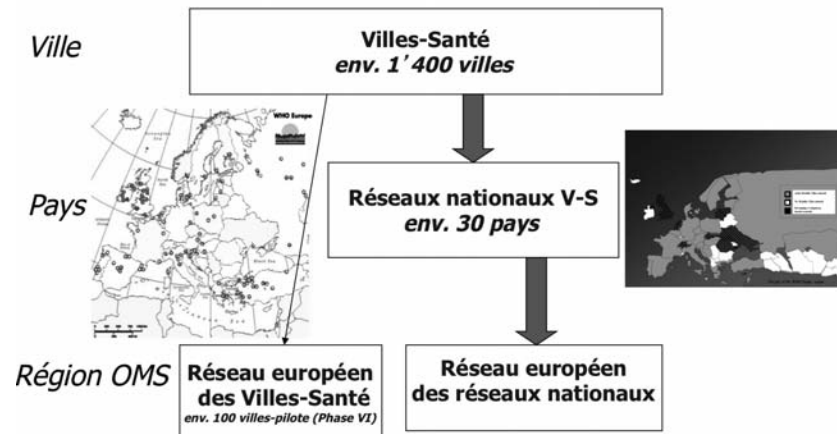 Ville
Villes-Santé
env. 1’400 villes
WHO Europe
Pays
Réseaux nationaux V-S
env. 30 pays
Région OMS
Réseau européen
des Villes-Santé
env. 100 villes-pilote (Phase VI)
Réseau européen
des réseaux nationaux